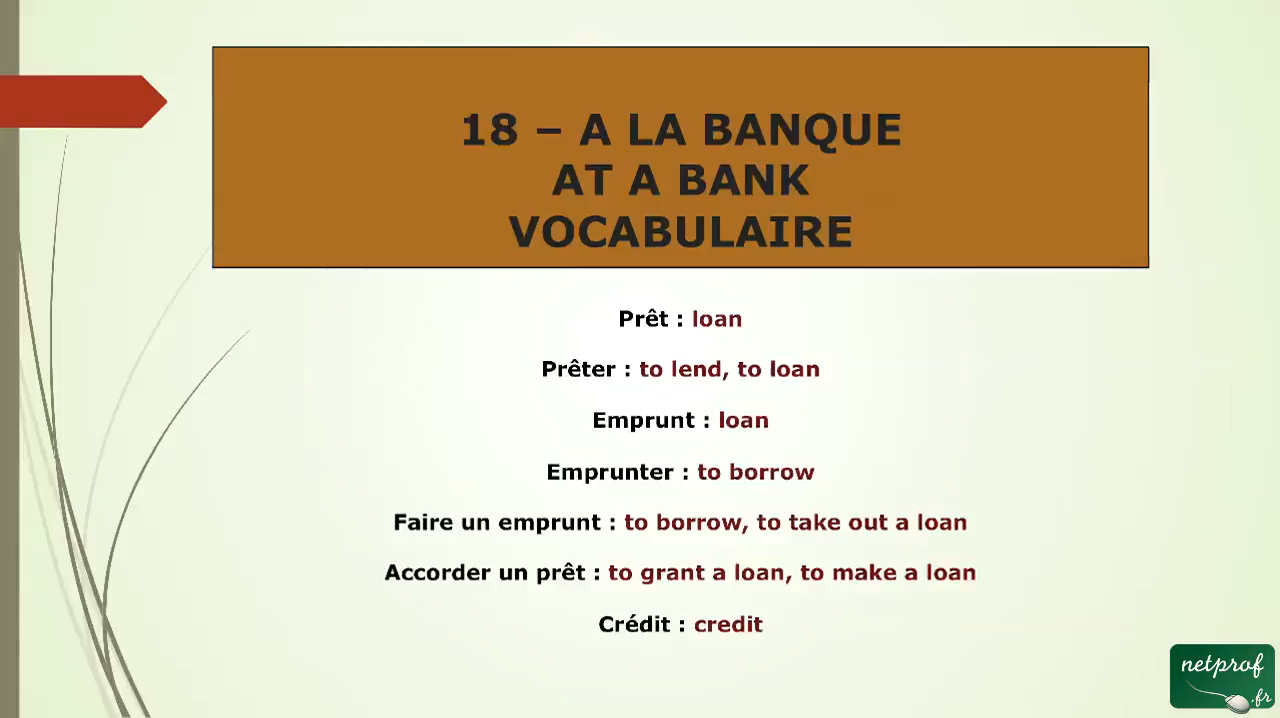 18 – A LA BANQUE
AT A BANK
VOCABULAIRE
Prêt : loan
Prêter : to lend, to loan
Emprunt : loan
Emprunter : to borrow
Faire un emprunt : to borrow, to take out a loan
Accorder un prêt : to grant a loan, to make a loan
Crédit : credit
netprof
.fr